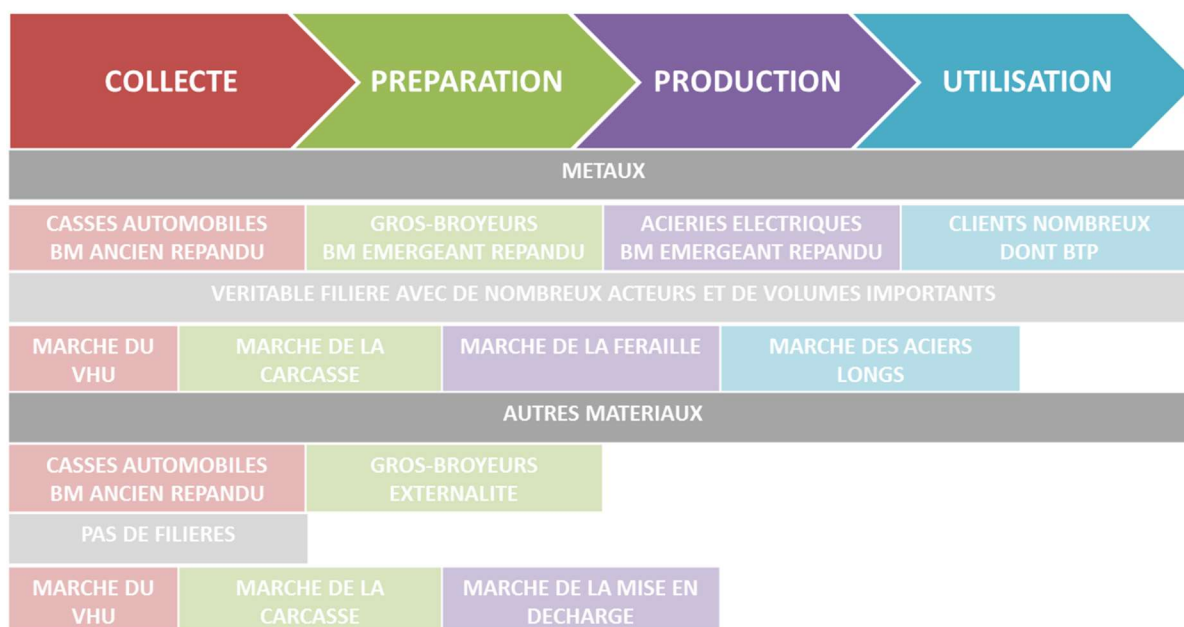 COLLECTE
PREPARATION
PRODUCTION
UTILISATION
METAUX
CASSES AUTOMOBILES
BM ANCIEN REPANDU
GROS-BROYEURS
BM EMERGEANT REPANDU
ACIERIES ELECTRIQUES
BM EMERGEANT REPANDU
CLIENTS NOMBREUX
DONT BTP
VERITABLE FILIERE AVEC DE NOMBREUX ACTEURS ET DE VOLUMES IMPORTANTS
MARCHE DU
VHU
MARCHE DE LA
CARCASSE
MARCHE DE LA FERAILLE
MARCHE DES ACIERS
LONGS
AUTRES MATERIAUX
CASSES AUTOMOBILES
BM ANCIEN REPANDU
GROS-BROYEURS
EXTERNALITE
PAS DE FILIERES
MARCHE DU
VHU
MARCHE DE LA
CARCASSE
MARCHE DE LA MISE EN
DECHARGE